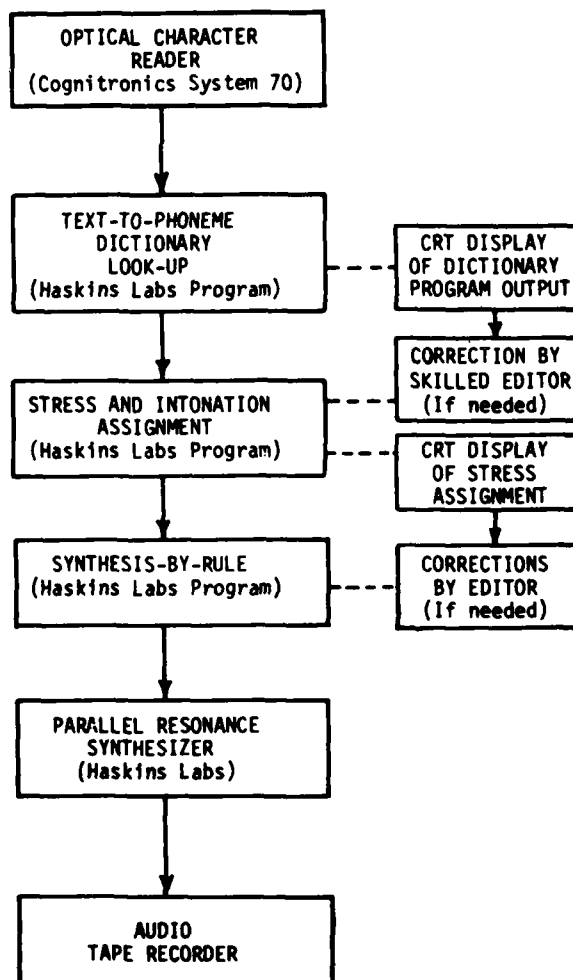 OPTICAL CHARACTER
READER
(Cognitronics System 70)
TEXT-TO-PHONEME
DICTIONARY
LOOK-UP
(Haskins Labs Program)
CRT DISPLAY
OF DICTIONARY
PROGRAM OUTPUT
CORRECTION BY
SKILLED EDITOR
(If needed)
STRESS AND INTONATION
ASSIGNMENT
(Haskins Labs Program)
CRT DISPLAY
OF STRESS
ASSIGNMENT
SYNTHESIS-BY-RULE
(Haskins Labs Program)
CORRECTIONS
BY EDITOR
(If needed)
PARALLEL RESONANCE
SYNTHESIZER
(Haskins Labs)
AUDIO
TAPE RECORDER